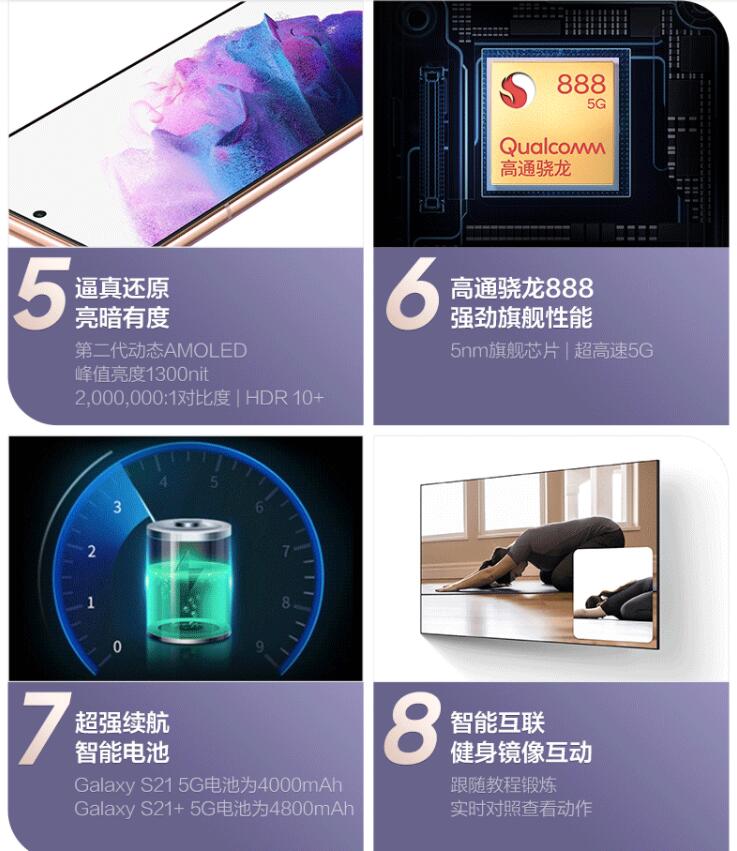 888
5G
Qualcomm
高通骁龙
5
逼真还原
亮暗有度
第二代动态AMOLED
峰值亮度1300nit
2,000,000:1对比度 | HDR 10+
6
高通骁龙888
强劲旗舰性能
5nm旗舰芯片 | 超高速5G
0
1
2
3
4
5
6
7
8
9
7
超强续航
智能电池
Galaxy S21 5G电池为4000mAh
Galaxy S21+ 5G电池为4800mAh
8
智能互联
健身镜像互动
跟随教程锻炼
实时对照查看动作